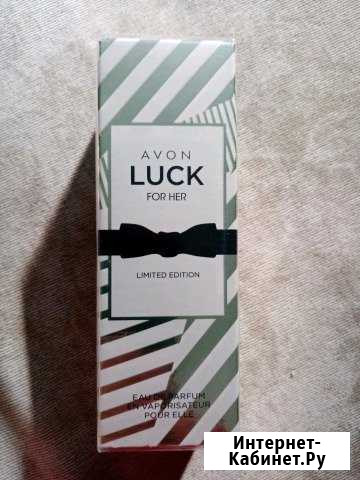 AVON
LUCK
FOR HER
LIMITED EDITION
EAU DE PARFUM
EN VAPORISATEUR
POUR ELLE
Интернет-
Кабинет.Ру